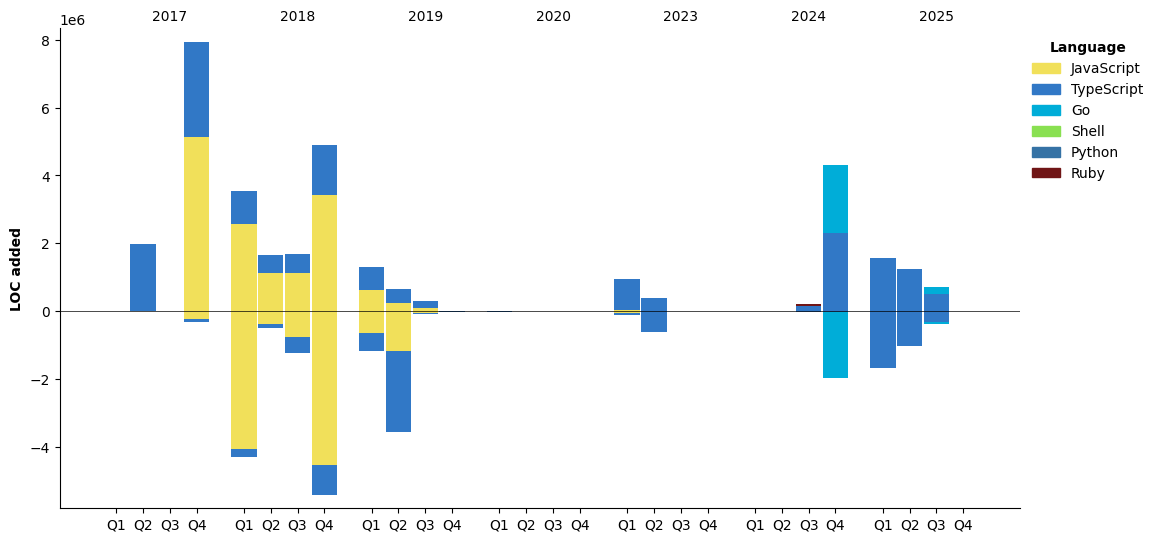 2017 2018 2019 2020 2023 2024 2025
1e6
Language
JavaScript
TypeScript
Go
Shell
Python
Ruby
LOC added
8
6
4
2
0
−2
−4
Q1 Q2 Q3 Q4 Q1 Q2 Q3 Q4 Q1 Q2 Q3 Q4 Q1 Q2 Q3 Q4 Q1 Q2 Q3 Q4 Q1 Q2 Q3 Q4 Q1 Q2 Q3 Q4